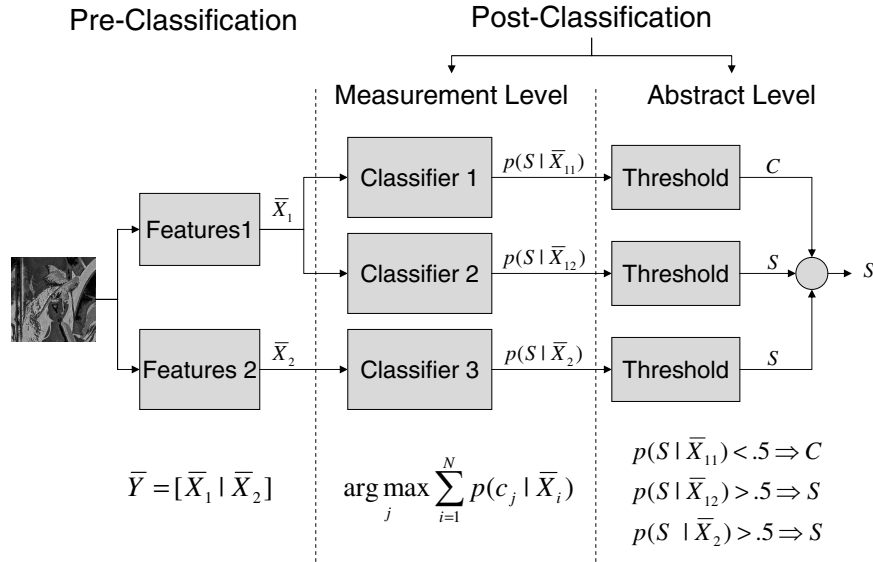 Pre-Classification
Post-Classification
Measurement Level
Abstract Level
Features1
X̅₁
Classifier 1
p(S | X̅₁₁)
Threshold
C
Classifier 2
p(S | X̅₁₂)
Threshold
S
S
Features 2
X̅₂
Classifier 3
p(S | X̅₂)
Threshold
S
Y̅ = [X̅₁ | X̅₂]
arg max_j ∑_{i=1}^{N} p(c_j | X̅_i)
p(S | X̅₁₁) < .5 ⇒ C
p(S | X̅₁₂) > .5 ⇒ S
p(S | X̅₂) > .5 ⇒ S